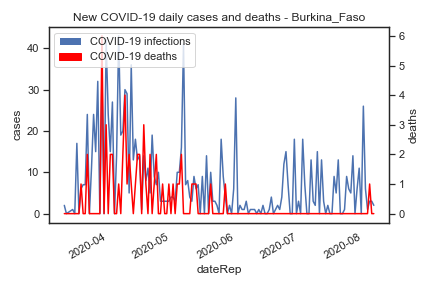 New COVID-19 daily cases and deaths - Burkina_Faso
COVID-19 infections
COVID-19 deaths
cases
40
30
20
10
0
6
5
4
3
2
1
0
deaths
2020-04
2020-05
2020-06
2020-07
2020-08
dateRep